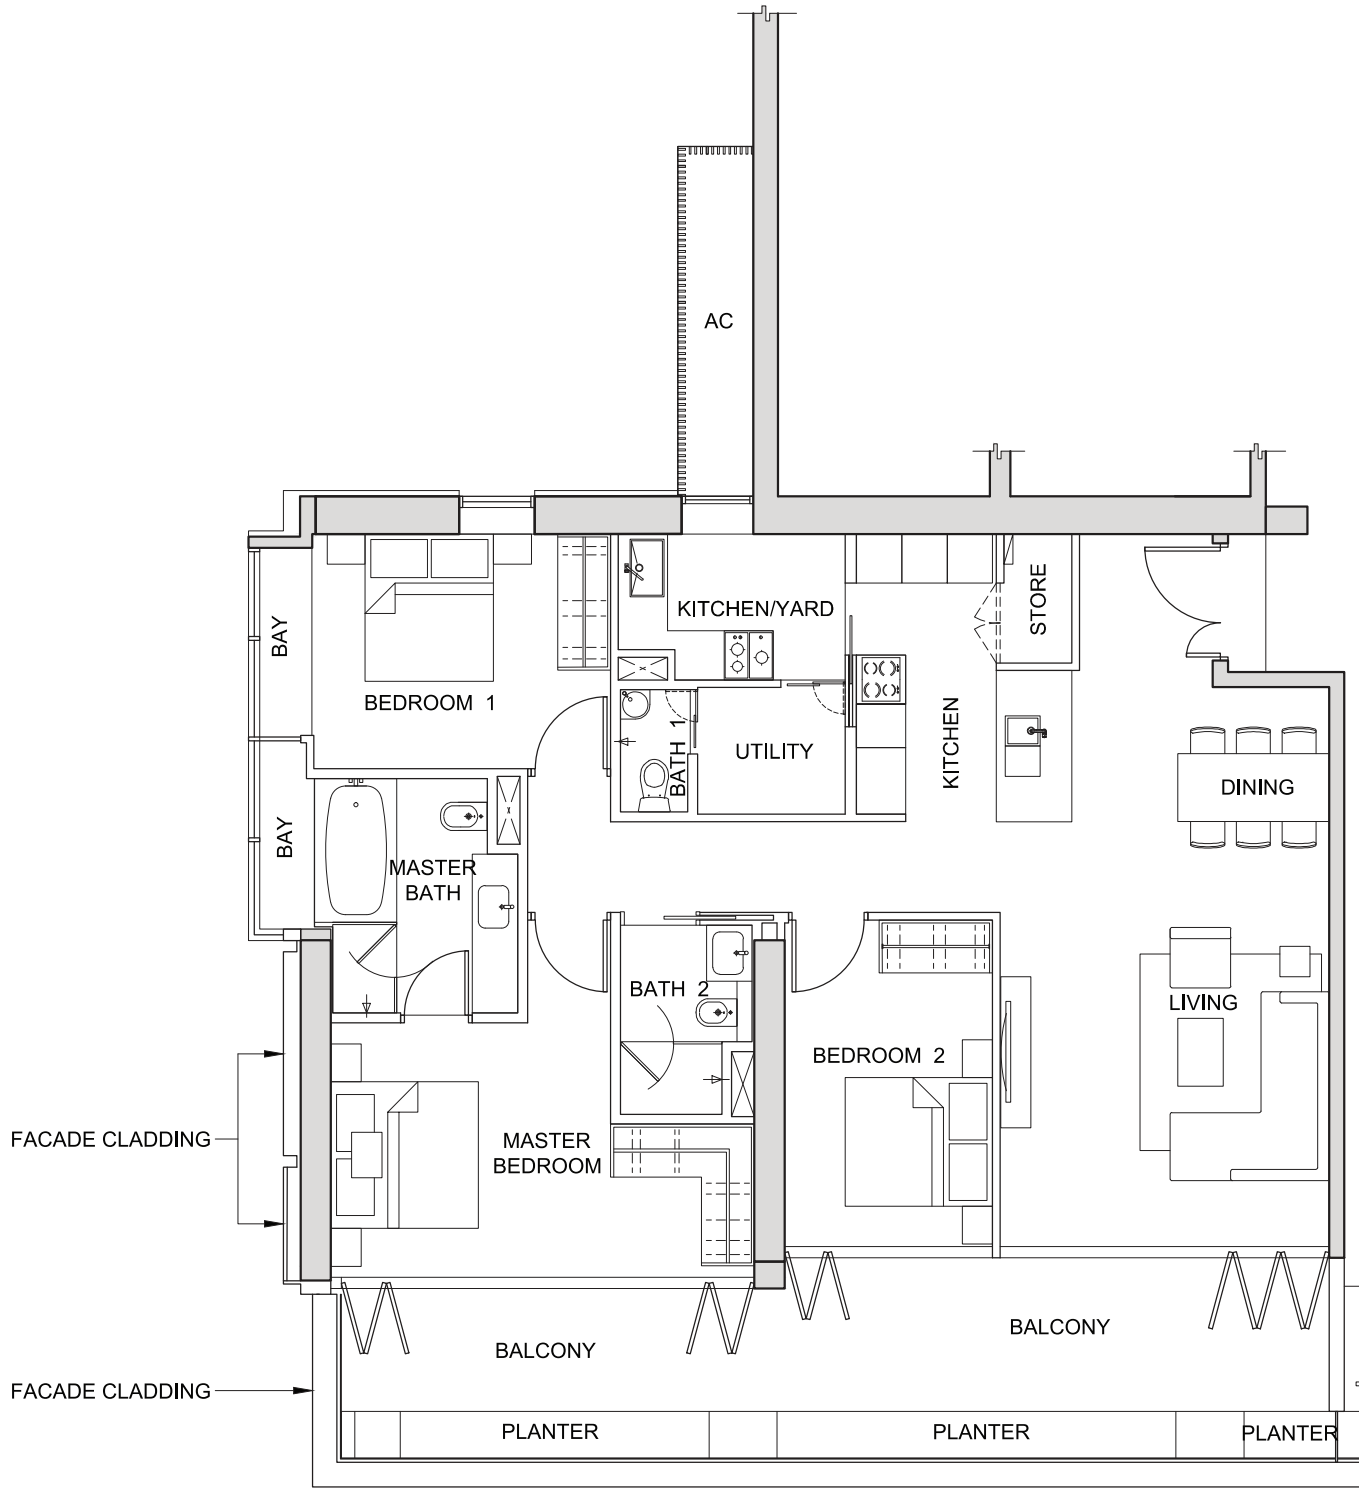 AC
STORE
KITCHEN/YARD
BAY
BEDROOM 1
KITCHEN
BATH 1
UTILITY
DINING
BAY
MASTER
BATH
BATH 2
LIVING
BEDROOM 2
FACADE CLADDING
MASTER
BEDROOM
BALCONY
BALCONY
FACADE CLADDING
PLANTER
PLANTER
PLANTER